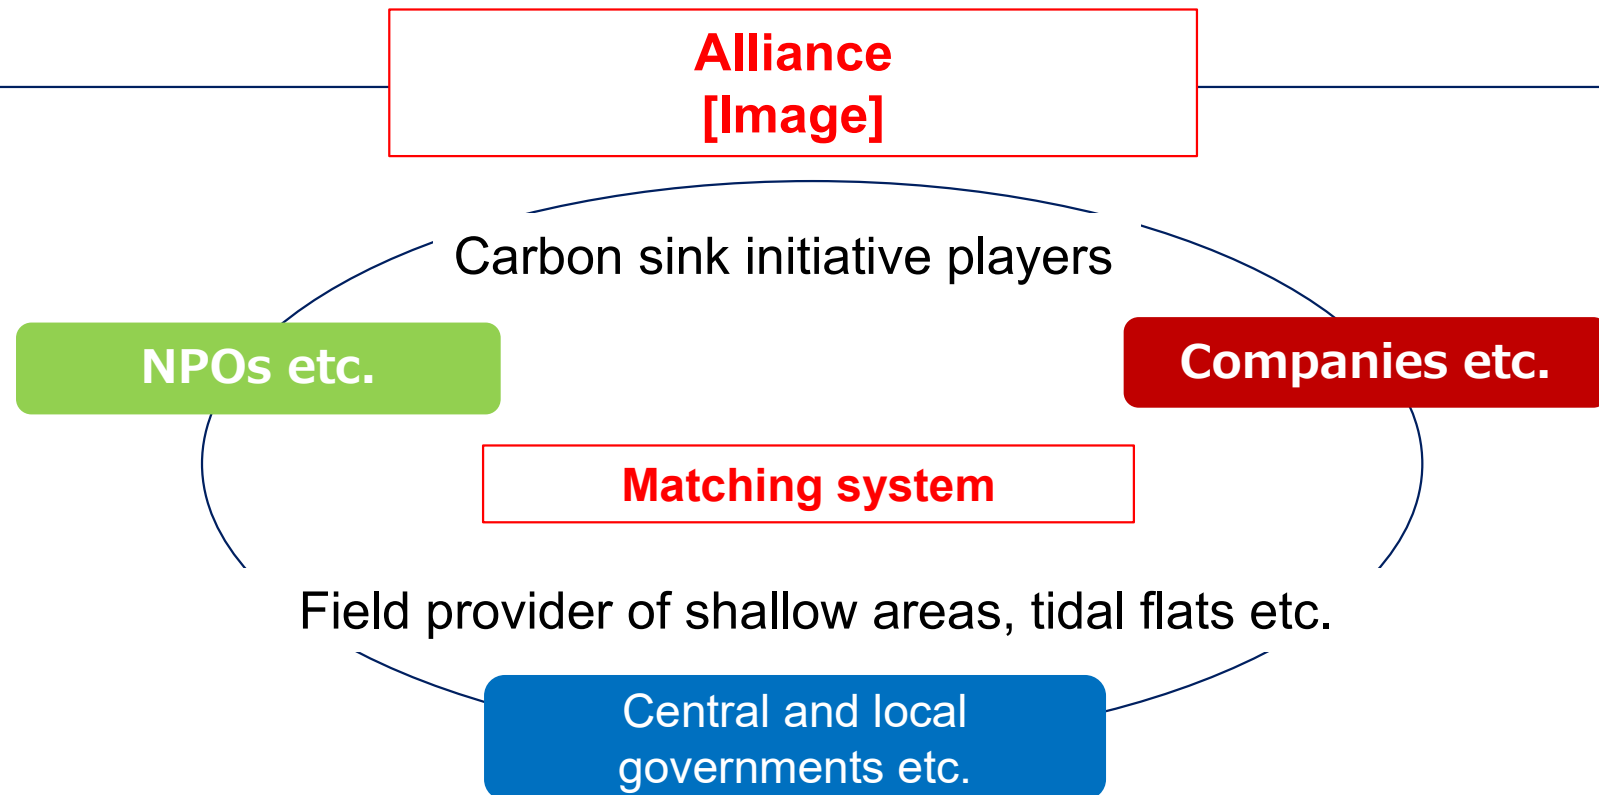 Alliance
[Image]
Carbon sink initiative players
NPOs etc.
Companies etc.
Matching system
Field provider of shallow areas, tidal flats etc.
Central and local
governments etc.